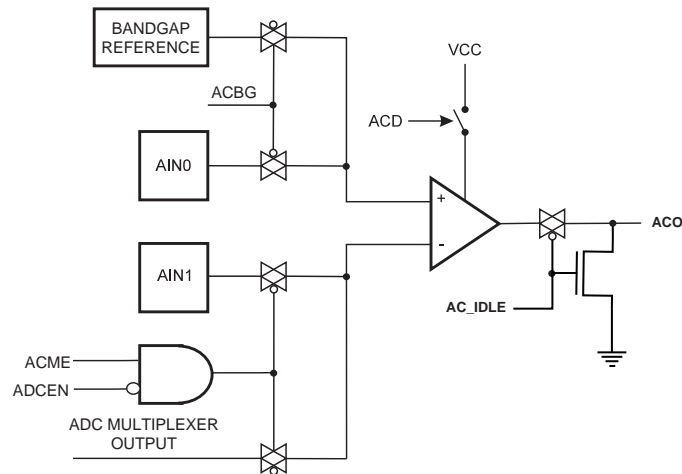 BANDGAP
REFERENCE
VCC
ACBG
ACD
AIN0
+
-
ACO
AIN1
AC_IDLE
ACME
ADCEN
ADC MULTIPLEXER
OUTPUT